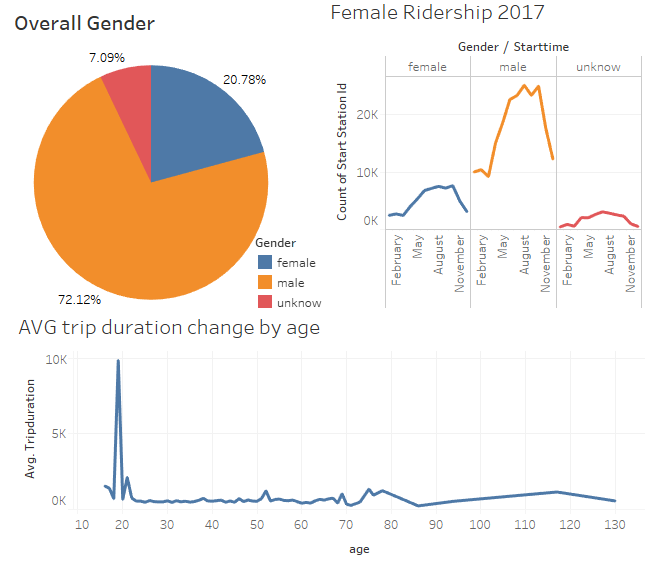 Overall Gender
7.09%
20.78%
72.12%
Gender
female
male
unknow
Female Ridership 2017
Gender / Starttime
female male unknow
Count of Start Station Id
20K
10K
0K
February May August November February May August November February May August November
AVG trip duration change by age
Avg. Tripduration
10K
5K
0K
10 20 30 40 50 60 70 80 90 100 110 120 130
age